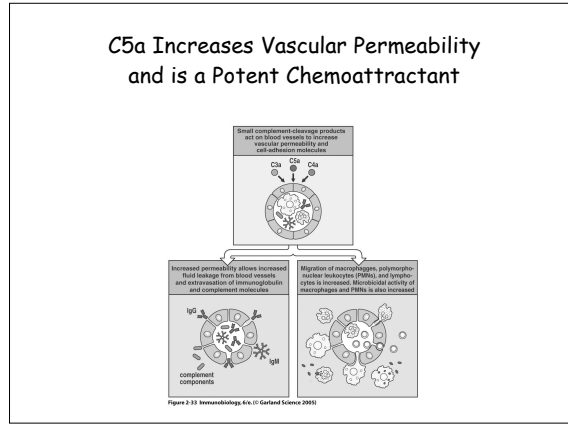 C5a Increases Vascular Permeability
and is a Potent Chemoattractant
Small complement-cleavage products
act on blood vessels to increase
vascular permeability and
cell-adhesion molecules
C3a
C5a
C4a
Increased permeability allows increased
fluid leakage from blood vessels
and extravasation of immunoglobulin
and complement molecules
IgG
IgM
complement
components
Migration of macrophages, polymorpho-
nuclear leukocytes (PMNs), and lympho-
cytes is increased. Microbicidal activity of
macrophages and PMNs is also increased
Figure 2-33 Immunobiology, 6/e. (© Garland Science 2005)